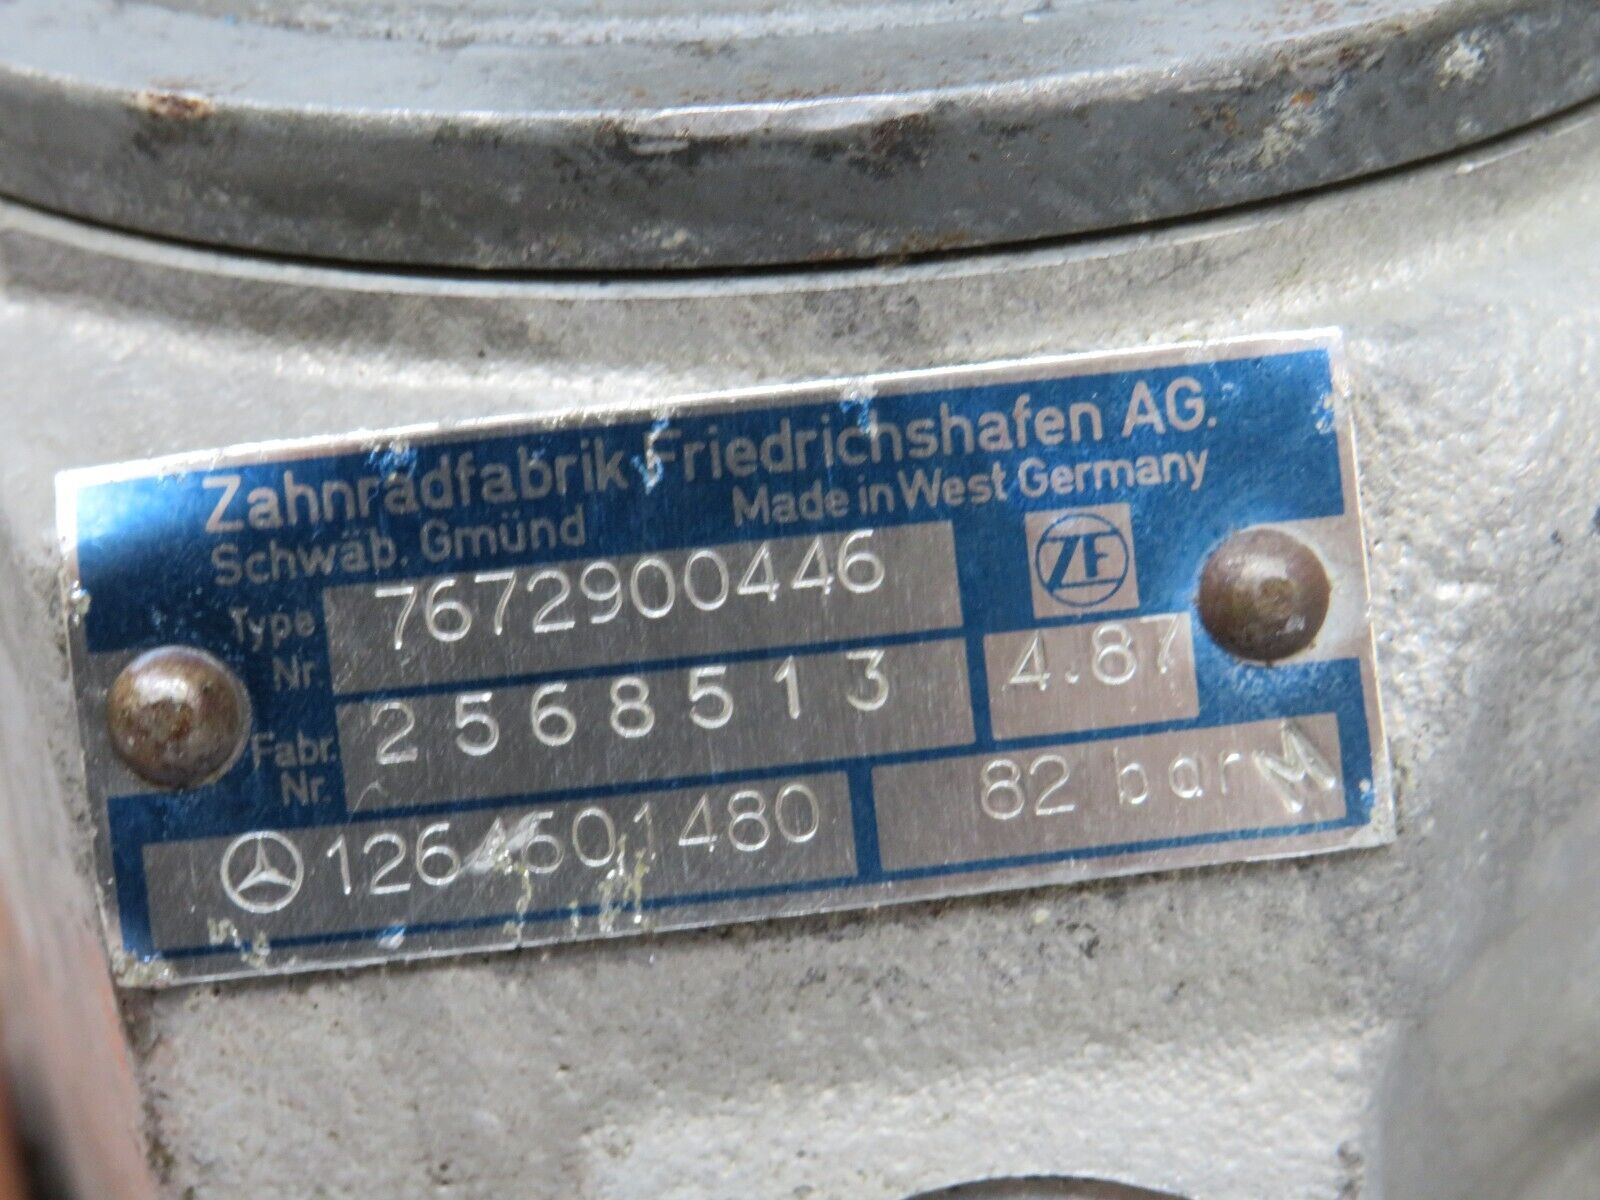 Zahnradfabrik Friedrichshafen AG.
Schwäb. Gmünd Made in West Germany
Type Nr 7672900446 ZF
Fabr. Nr. 2568513 4.87
1264601480 82 bar M